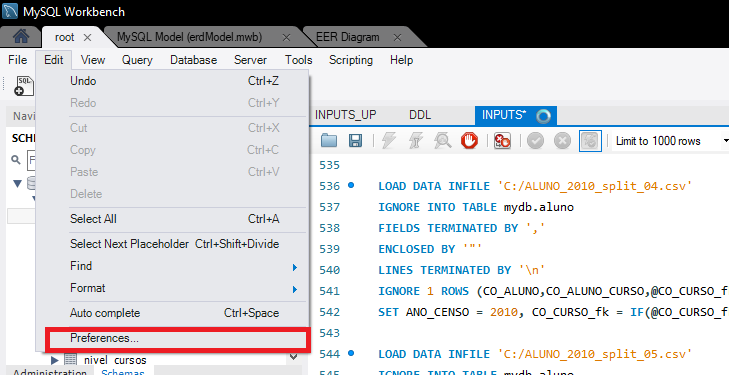 MySQL Workbench
root
MySQL Model (erdModel.mwb)
EER Diagram
File Edit View Query Database Server Tools Scripting Help
SQL
Undo Ctrl+Z
Redo Ctrl+Y
Cut Ctrl+X
Copy Ctrl+C
Paste Ctrl+V
Delete
Select All Ctrl+A
Select Next Placeholder Ctrl+Shift+Divide
Find
Format
Auto complete Ctrl+Space
Preferences...
Navi
SCHE
F
nivel_cursos
Administration Schemas
INPUTS_UP DDL INPUTS*
Limit to 1000 rows
535
536 LOAD DATA INFILE 'C:/ALUNO_2010_split_04.csv'
537 IGNORE INTO TABLE mydb.aluno
538 FIELDS TERMINATED BY ','
539 ENCLOSED BY '"'
540 LINES TERMINATED BY '\n'
541 IGNORE 1 ROWS (CO_ALUNO,CO_ALUNO_CURSO,@CO_CURSO_f
542 SET ANO_CENSO = 2010, CO_CURSO_fk = IF(@CO_CURSO_f
543
544 LOAD DATA INFILE 'C:/ALUNO_2010_split_05.csv'
545 IGNORE INTO TABLE mydb.aluno